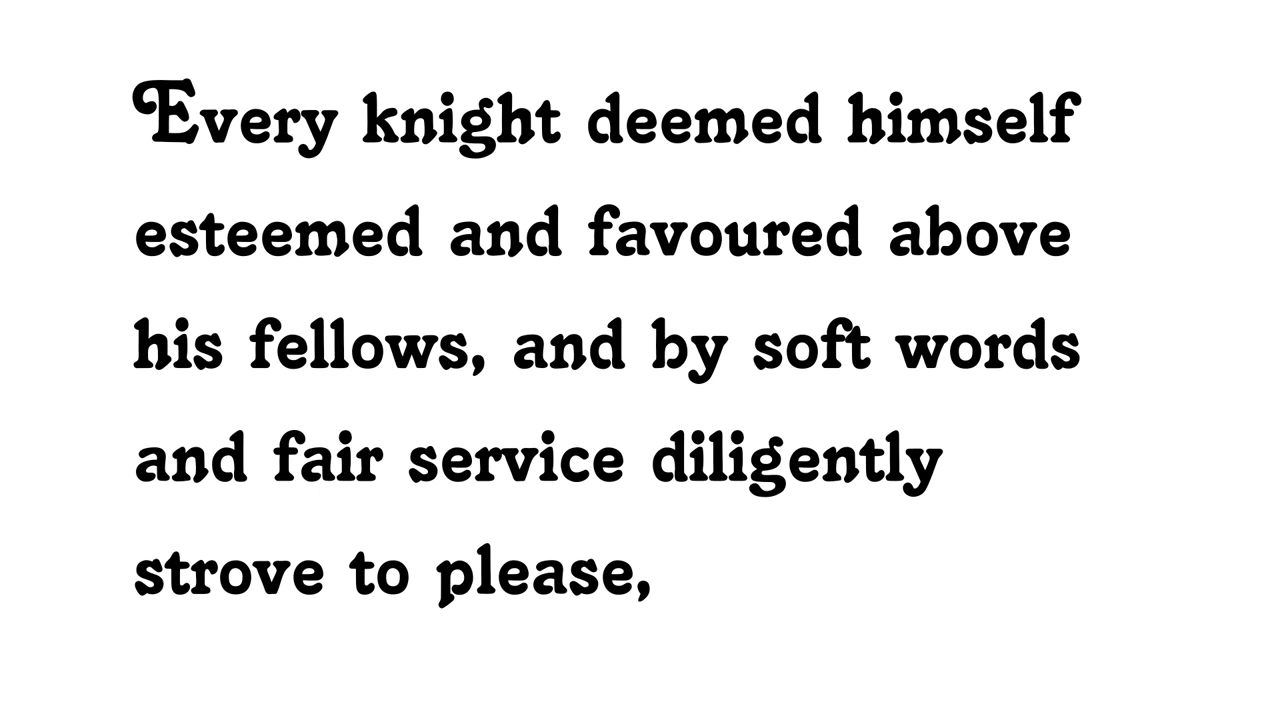 Every knight deemed himself
esteemed and favoured above
his fellows, and by soft words
and fair service diligently
strove to please,